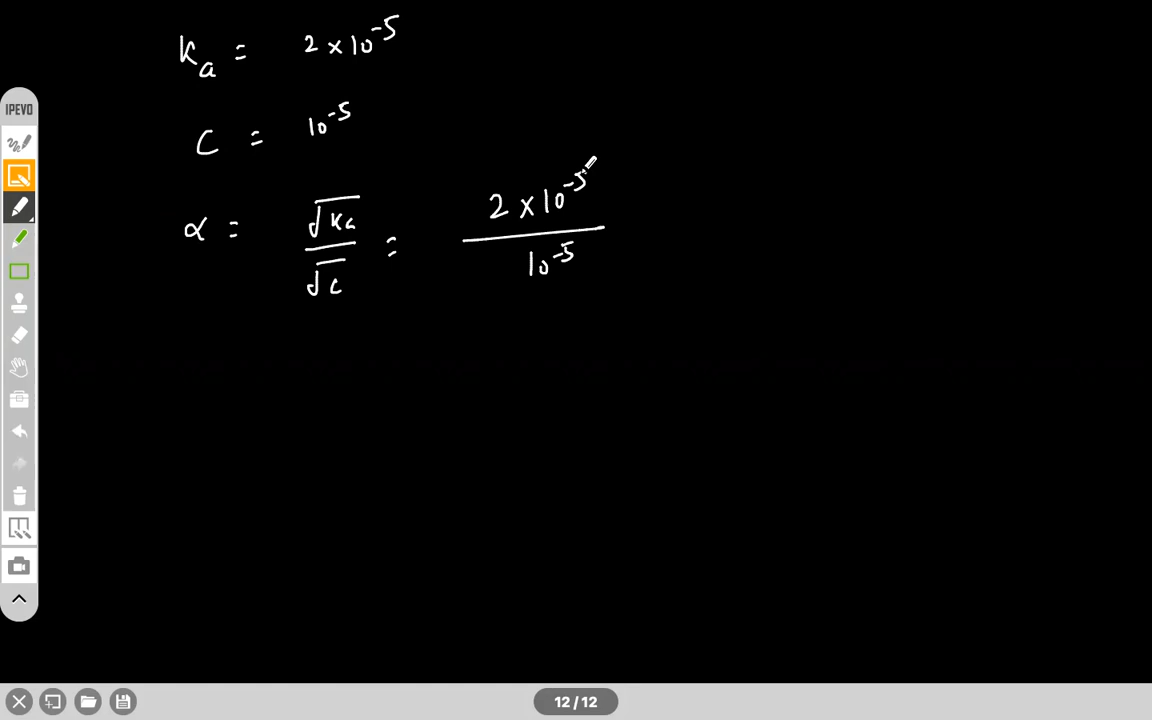 IPEVO
Ka = 2 × 10⁻⁵
C = 10⁻⁵
α = √Ka / √C = 2 × 10⁻⁵ / 10⁻⁵
12 / 12